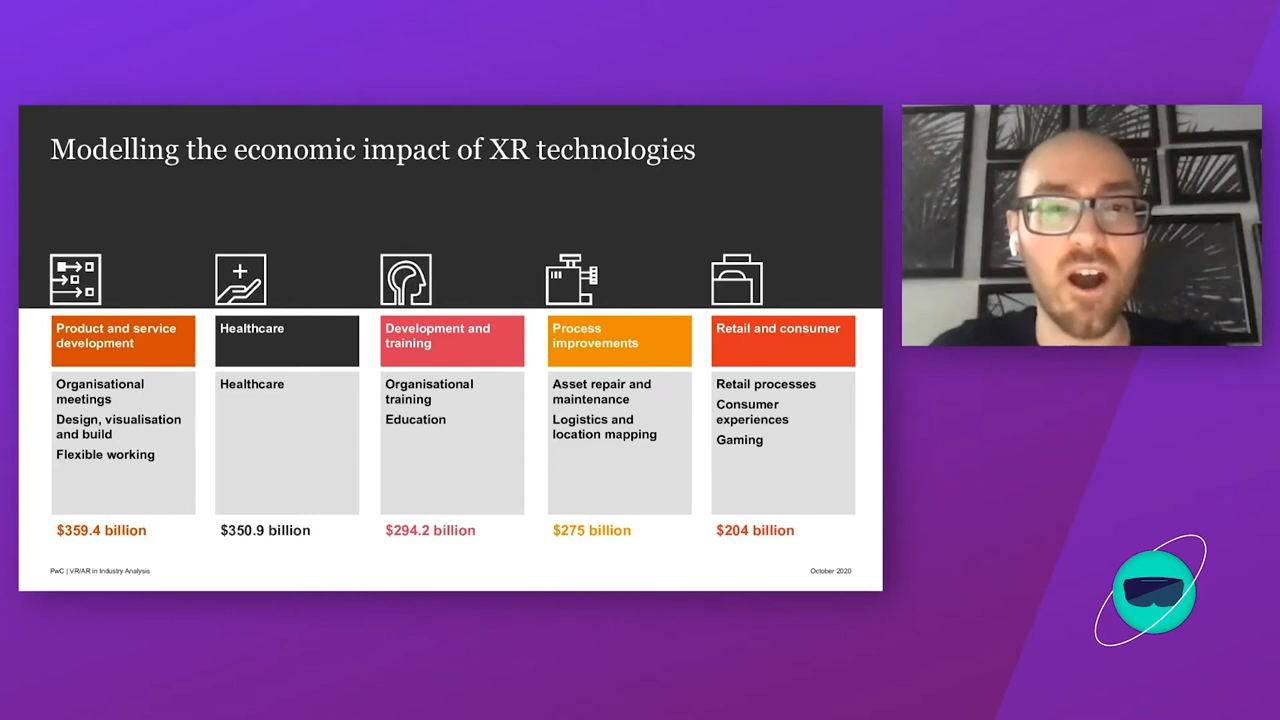 Modelling the economic impact of XR technologies
Product and service
development
Healthcare
Development and
training
Process
improvements
Retail and consumer
Organisational
meetings
Design, visualisation
and build
Flexible working
Healthcare
Organisational
training
Education
Asset repair and
maintenance
Logistics and
location mapping
Retail processes
Consumer
experiences
Gaming
$359.4 billion
$350.9 billion
$294.2 billion
$275 billion
$204 billion
PwC | VR/AR in Industry Analysis
October 2020